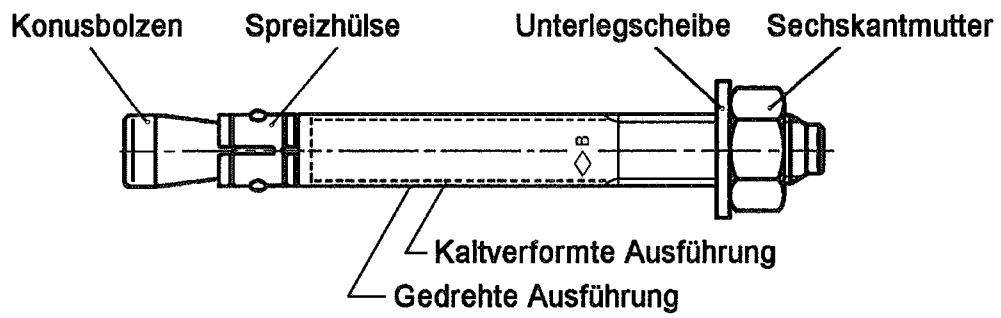 Konusbolzen Spreizhülse Unterlegscheibe Sechskantmutter
B
Kaltverformte Ausführung
Gedrehte Ausführung